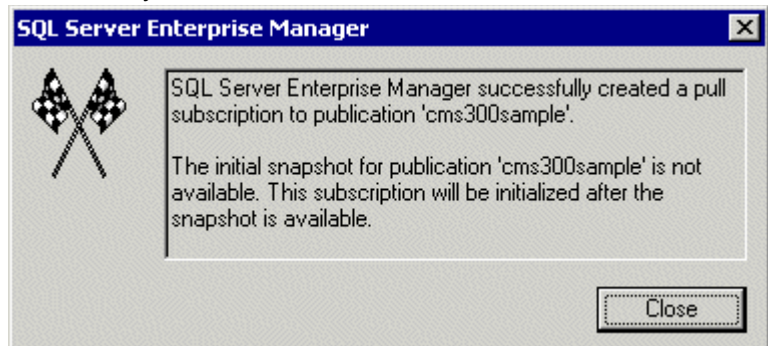 SQL Server Enterprise Manager
SQL Server Enterprise Manager successfully created a pull
subscription to publication 'cms300sample'.
The initial snapshot for publication 'cms300sample' is not
available. This subscription will be initialized after the
snapshot is available.
Close